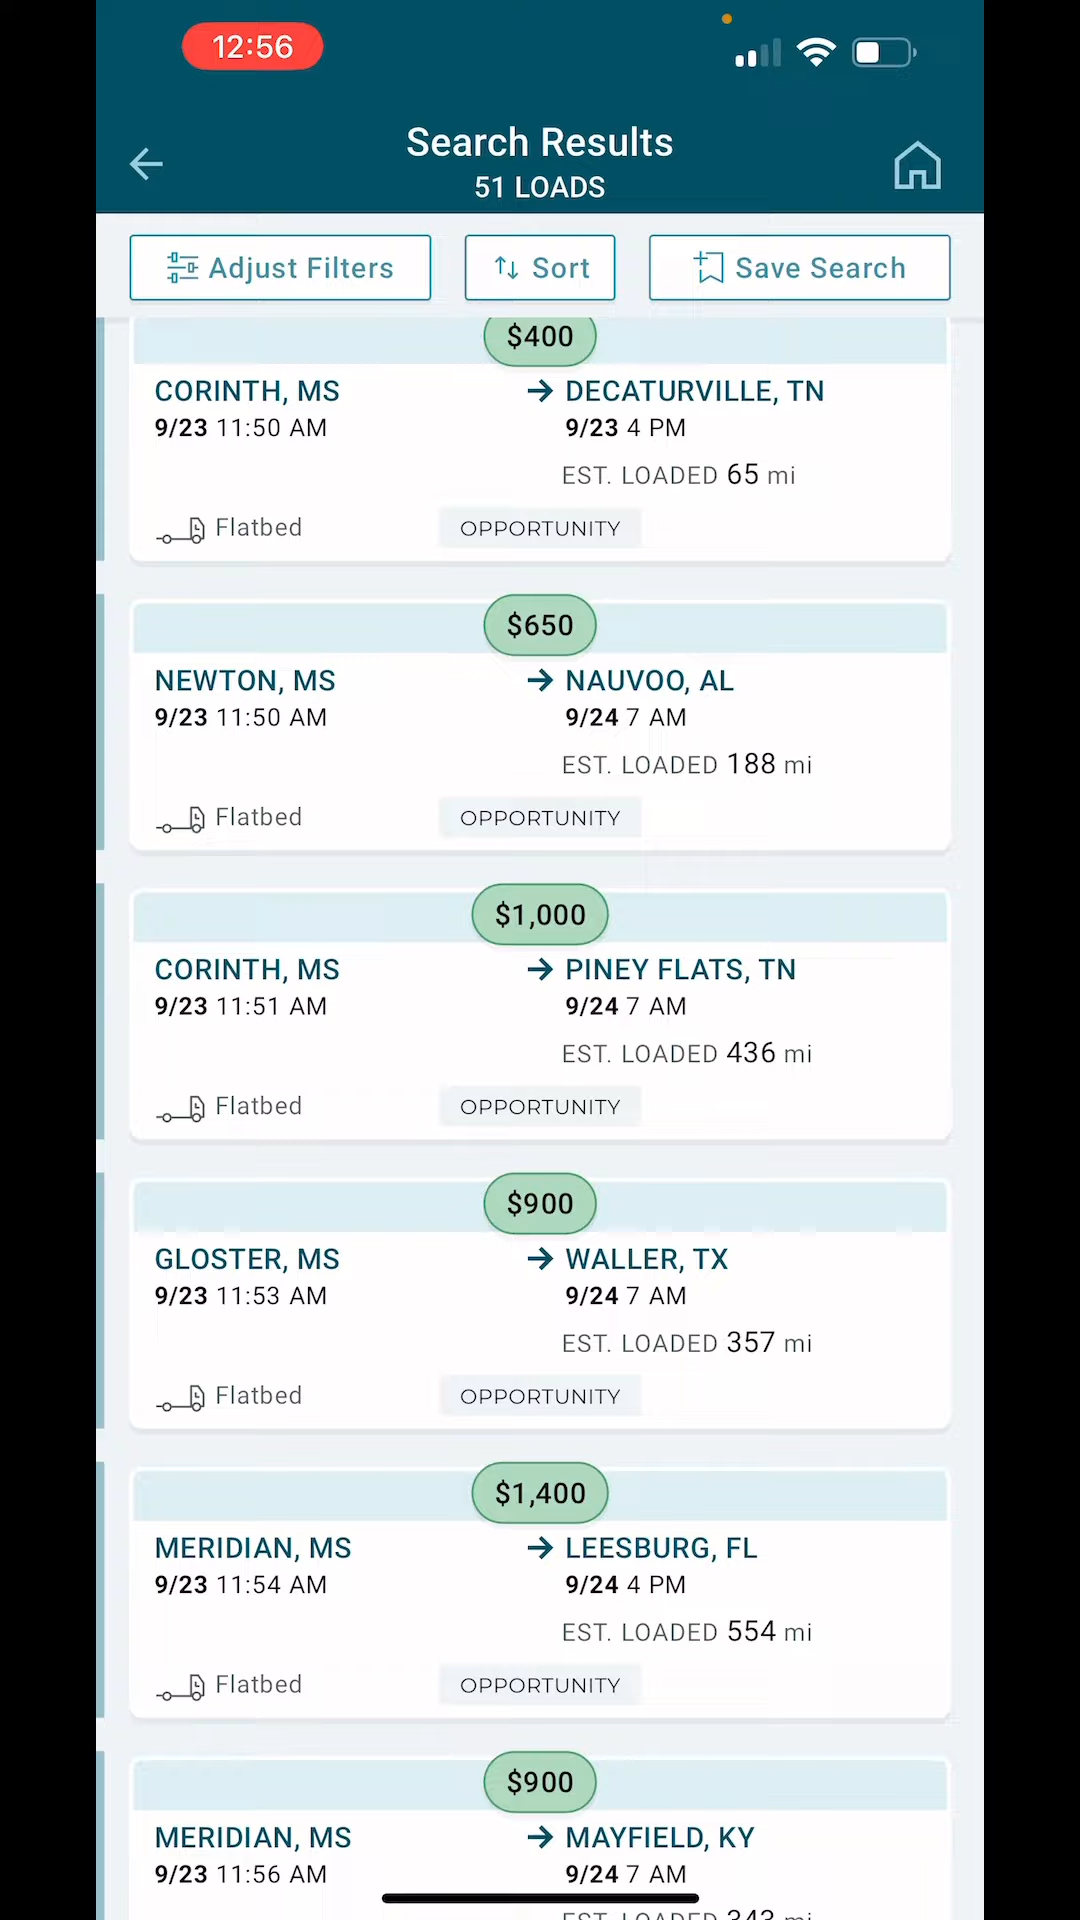 12:56
Search Results
51 LOADS
Adjust Filters
Sort
Save Search
$400
CORINTH, MS → DECATURVILLE, TN
9/23 11:50 AM 9/23 4 PM
EST. LOADED 65 mi
Flatbed OPPORTUNITY
$650
NEWTON, MS → NAUVOO, AL
9/23 11:50 AM 9/24 7 AM
EST. LOADED 188 mi
Flatbed OPPORTUNITY
$1,000
CORINTH, MS → PINEY FLATS, TN
9/23 11:51 AM 9/24 7 AM
EST. LOADED 436 mi
Flatbed OPPORTUNITY
$900
GLOSTER, MS → WALLER, TX
9/23 11:53 AM 9/24 7 AM
EST. LOADED 357 mi
Flatbed OPPORTUNITY
$1,400
MERIDIAN, MS → LEESBURG, FL
9/23 11:54 AM 9/24 4 PM
EST. LOADED 554 mi
Flatbed OPPORTUNITY
$900
MERIDIAN, MS → MAYFIELD, KY
9/23 11:56 AM 9/24 7 AM
EST. LOADED 343 mi